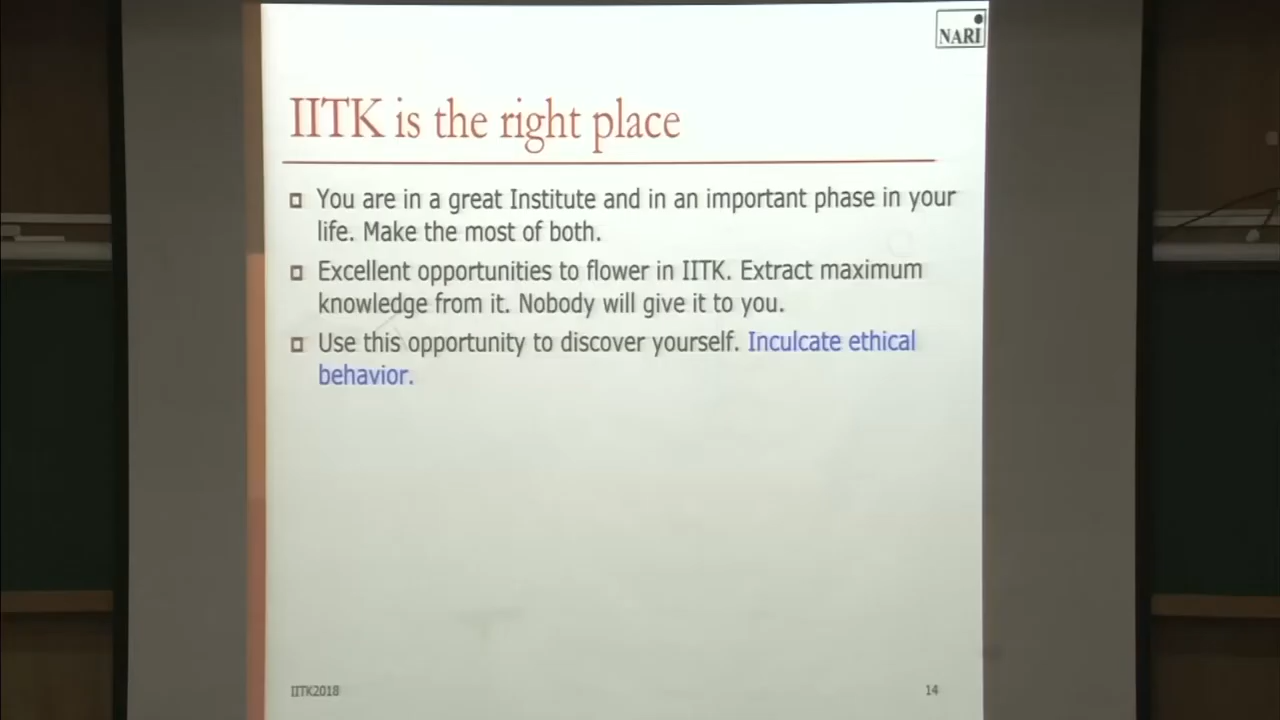 NARI
IITK is the right place
You are in a great Institute and in an important phase in your
life. Make the most of both.
Excellent opportunities to flower in IITK. Extract maximum
knowledge from it. Nobody will give it to you.
Use this opportunity to discover yourself. Inculcate ethical
behavior.
IITK2018
14